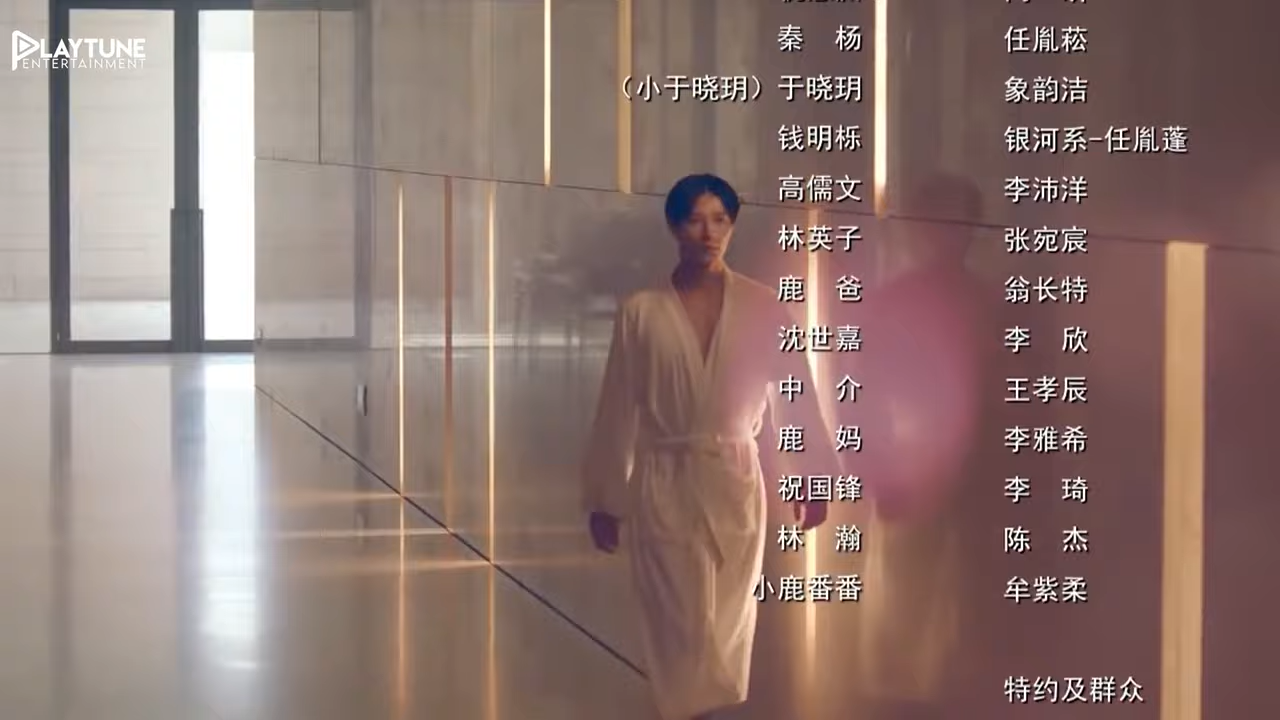 PLAYTUNE
ENTERTAINMENT
秦 杨 任胤菘
（小于晓玥）于晓玥 象韵洁
钱明栎 银河系-任胤蓬
高儒文 李沛洋
林英子 张宛宸
鹿 爸 翁长特
沈世嘉 李 欣
中 介 王孝辰
鹿 妈 李雅希
祝国锋 李 琦
林 瀚 陈 杰
小鹿番番 牟紫柔
特约及群众